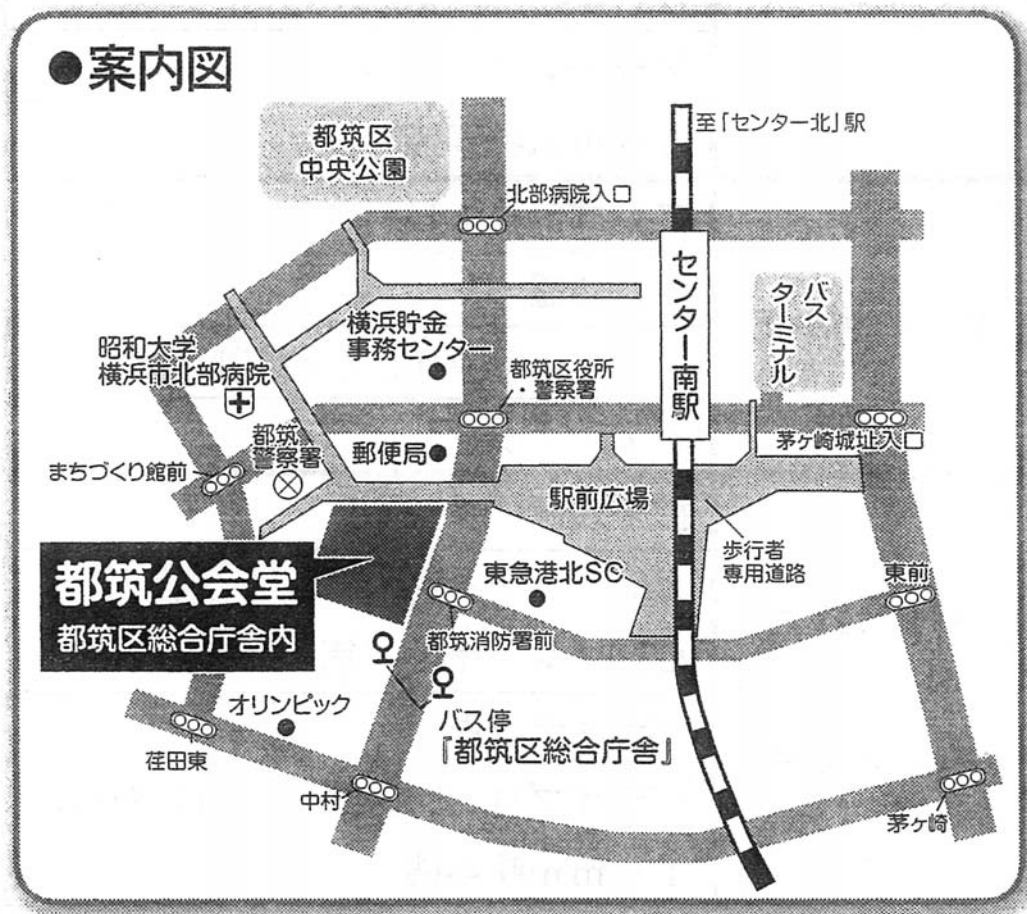 ●案内図
都筑区
中央公園
至「センター北」駅
北部病院入口
センター南駅
バス
ターミナル
昭和大学
横浜市北部病院
横浜貯金
事務センター
都筑区役所
・警察署
茅ヶ崎城址入口
都筑
警察署
郵便局
まちづくり館前
駅前広場
歩行者
専用道路
都筑公会堂
都筑区総合庁舎内
東急港北SC
東前
都筑消防署前
オリンピック
バス停
『都筑区総合庁舎』
荏田東
中村
茅ヶ崎